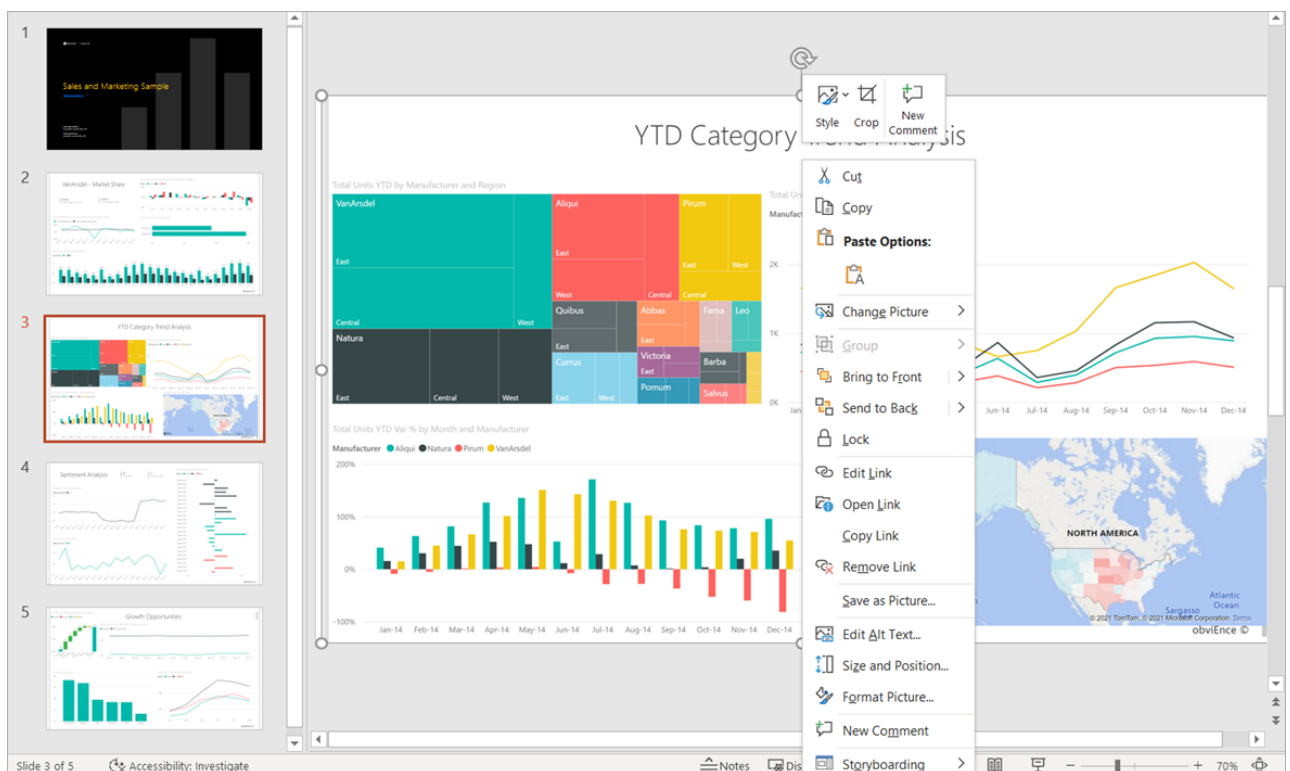 1
Sales and Marketing Sample
2
VanArsdel - Market Share
3
YTD Category Trend Analysis
4
Sentiment Analysis
5
Growth Opportunities
Style
Crop
New
Comment
YTD Category Trend Analysis
Total Units YTD by Manufacturer and Region
VanArsdel
East
Central
West
Natura
East
Central
West
Aliqui
East
West
Central
Pirum
East
West
Central
Quibus
East
Currus
East
West
Abbas
East
Victoria
East
Pomum
Fama
Leo
Barba
Salvus
Total Un
Manufact
2K
1K
0K
Jan
Jun-14
Jul-14
Aug-14
Sep-14
Oct-14
Nov-14
Dec-14
Total Units YTD Var % by Month and Manufacturer
Manufacturer Aliqui Natura Pirum VanArsdel
200%
100%
0%
-100%
Jan-14 Feb-14 Mar-14 Apr-14 May-14 Jun-14 Jul-14 Aug-14 Sep-14 Oct-14 Nov-14 Dec-14
NORTH AMERICA
Atlantic
Ocean
Sargasso
© 2021 TomTom, © 2021 Microsoft Corporation Terms
obviEnce ©
Cut
Copy
Paste Options:
Change Picture
Group
Bring to Front
Send to Back
Lock
Edit Link
Open Link
Copy Link
Remove Link
Save as Picture...
Edit Alt Text...
Size and Position...
Format Picture...
New Comment
Storyboarding
Slide 3 of 5
Accessibility: Investigate
Notes
Dis
70%